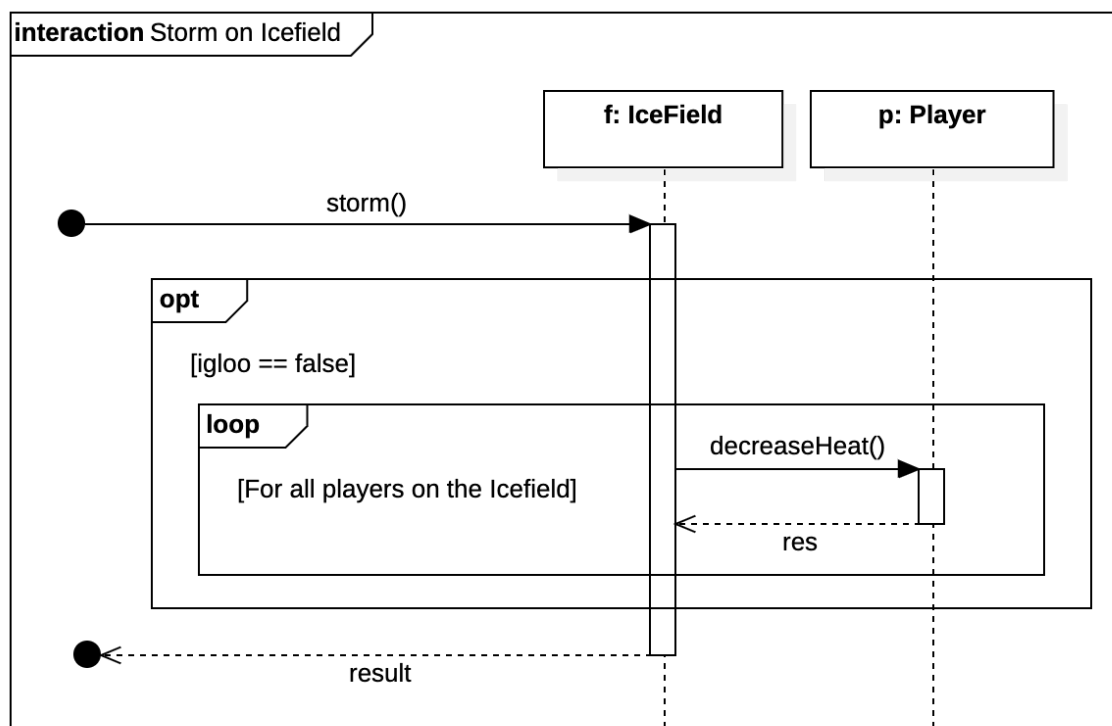 interaction Storm on Icefield
f: IceField
p: Player
storm()
opt
[igloo == false]
loop
decreaseHeat()
[For all players on the Icefield]
res
result